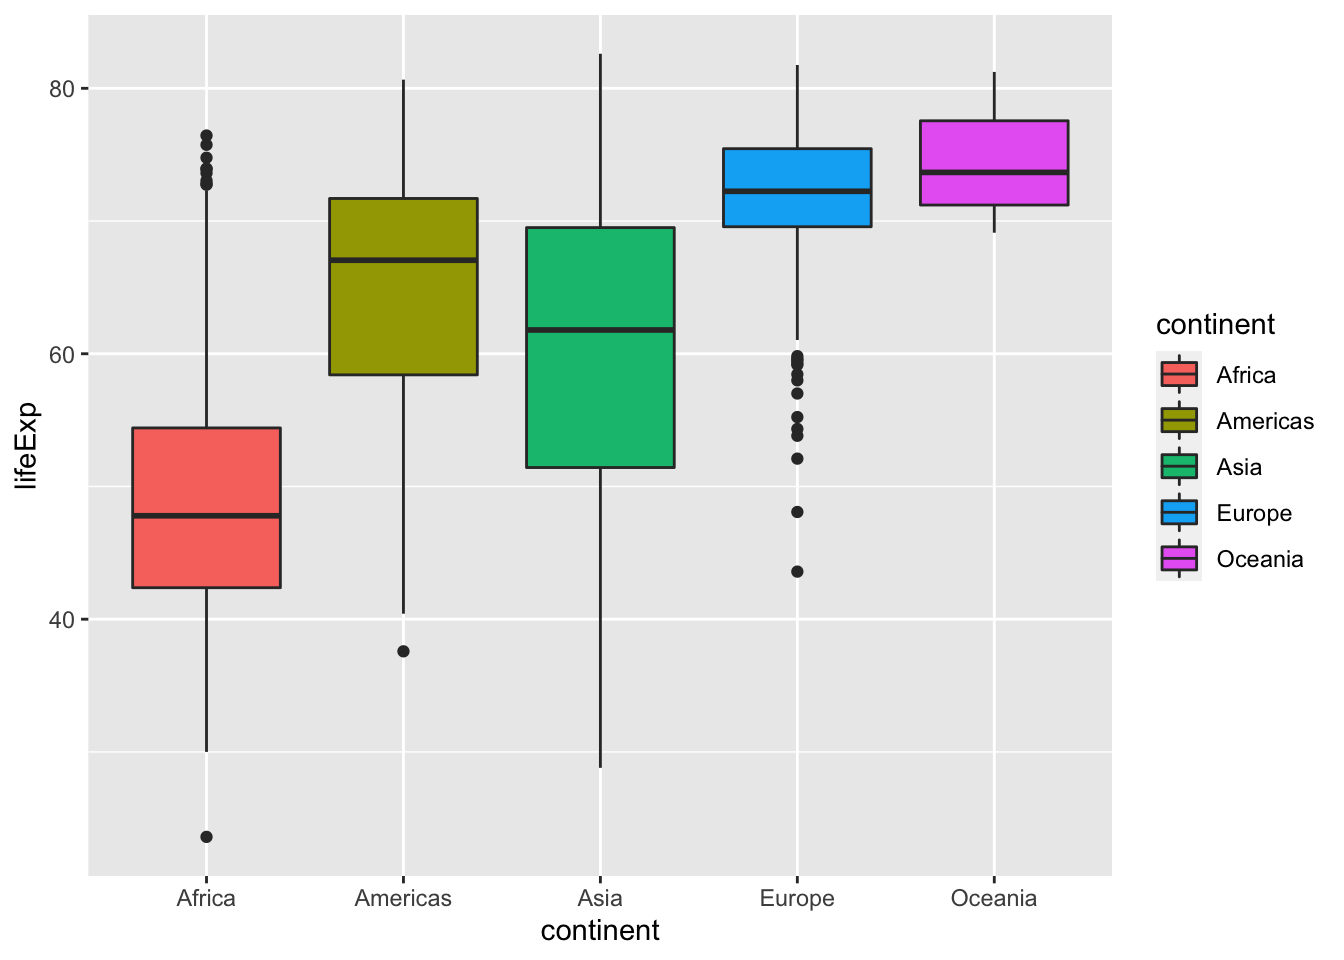 80
60
40
lifeExp
Africa
Americas
Asia
Europe
Oceania
continent
continent
Africa
Americas
Asia
Europe
Oceania